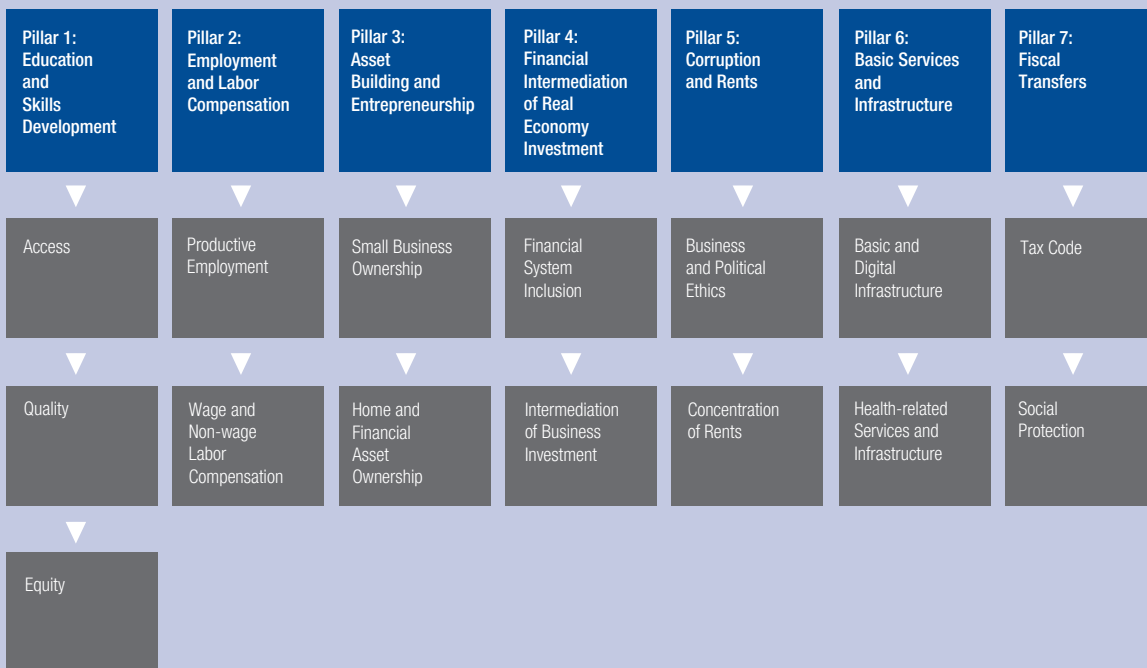 Pillar 1:
Education
and
Skills
Development
Pillar 2:
Employment
and Labor
Compensation
Pillar 3:
Asset
Building and
Entrepreneurship
Pillar 4:
Financial
Intermediation
of Real
Economy
Investment
Pillar 5:
Corruption
and Rents
Pillar 6:
Basic Services
and
Infrastructure
Pillar 7:
Fiscal
Transfers
Access
Productive
Employment
Small Business
Ownership
Financial
System
Inclusion
Business
and Political
Ethics
Basic and
Digital
Infrastructure
Tax Code
Quality
Wage and
Non-wage
Labor
Compensation
Home and
Financial
Asset
Ownership
Intermediation
of Business
Investment
Concentration
of Rents
Health-related
Services and
Infrastructure
Social
Protection
Equity